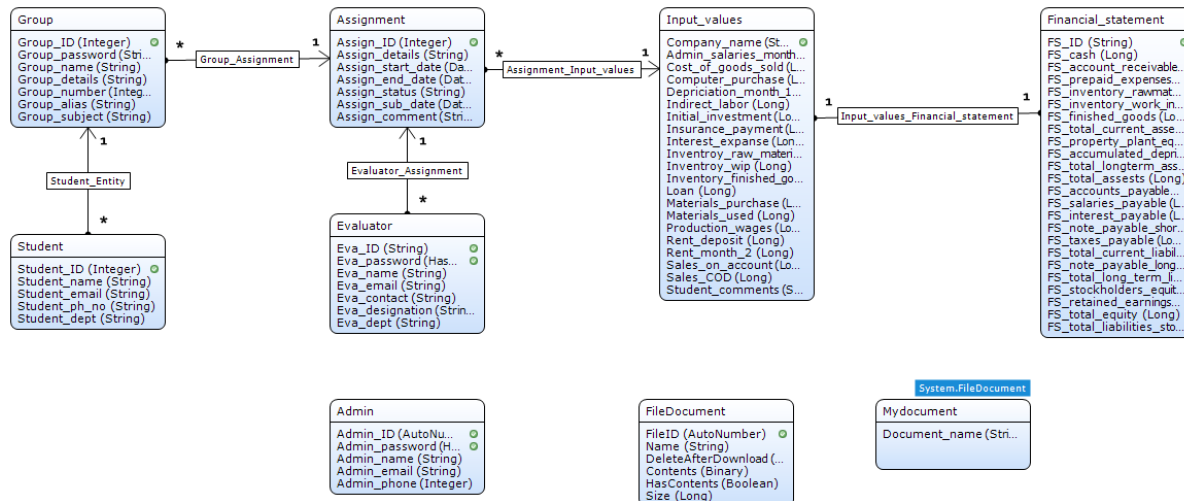 Group
Group_ID (Integer)
Group_password (Stri...
Group_name (String)
Group_details (String)
Group_number (Integ...
Group_alias (String)
Group_subject (String)
*
Group_Assignment
1
Assignment
Assign_ID (Integer)
Assign_details (String)
Assign_start_date (Da...
Assign_end_date (Dat...
Assign_status (String)
Assign_sub_date (Dat...
Assign_comment (Stri...
*
Assignment_Input_values
1
Input_values
Company_name (St...
Admin_salaries_month...
Cost_of_goods_sold (L...
Computer_purchase (L...
Depriciation_month_1...
Indirect_labor (Long)
Initial_investment (Lo...
Insurance_payment (L...
Interest_expanse (Lon...
Inventroy_raw_materi...
Inventroy_wip (Long)
Inventory_finished_go...
Loan (Long)
Materials_purchase (L...
Materials_used (Long)
Production_wages (Lo...
Rent_deposit (Long)
Rent_month_2 (Long)
Sales_on_account (Lo...
Sales_COD (Long)
Student_comments (S...
1
Input_values_Financial_statement
1
Financial_statement
FS_ID (String)
FS_cash (Long)
FS_account_receivable...
FS_prepaid_expenses...
FS_inventory_rawmat...
FS_inventory_work_in...
FS_finished_goods (Lo...
FS_total_current_asse...
FS_property_plant_eq...
FS_accumulated_depri...
FS_total_longterm_ass...
FS_total_assests (Long)
FS_accounts_payable...
FS_salaries_payable (L...
FS_interest_payable (L...
FS_note_payable_shor...
FS_taxes_payable (Lo...
FS_total_current_liabil...
FS_note_payable_long...
FS_total_long_term_li...
FS_stockholders_equit...
FS_retained_earnings...
FS_total_equity (Long)
FS_total_liabilities_sto...
1
Student_Entity
*
Student
Student_ID (Integer)
Student_name (String)
Student_email (String)
Student_ph_no (String)
Student_dept (String)
1
Evaluator_Assignment
*
Evaluator
Eva_ID (String)
Eva_password (Has...
Eva_name (String)
Eva_email (String)
Eva_contact (String)
Eva_designation (Strin...
Eva_dept (String)
Admin
Admin_ID (AutoNu...
Admin_password (H...
Admin_name (String)
Admin_email (String)
Admin_phone (Integer)
FileDocument
FileID (AutoNumber)
Name (String)
DeleteAfterDownload (...
Contents (Binary)
HasContents (Boolean)
Size (Long)
System.FileDocument
Mydocument
Document_name (Stri...